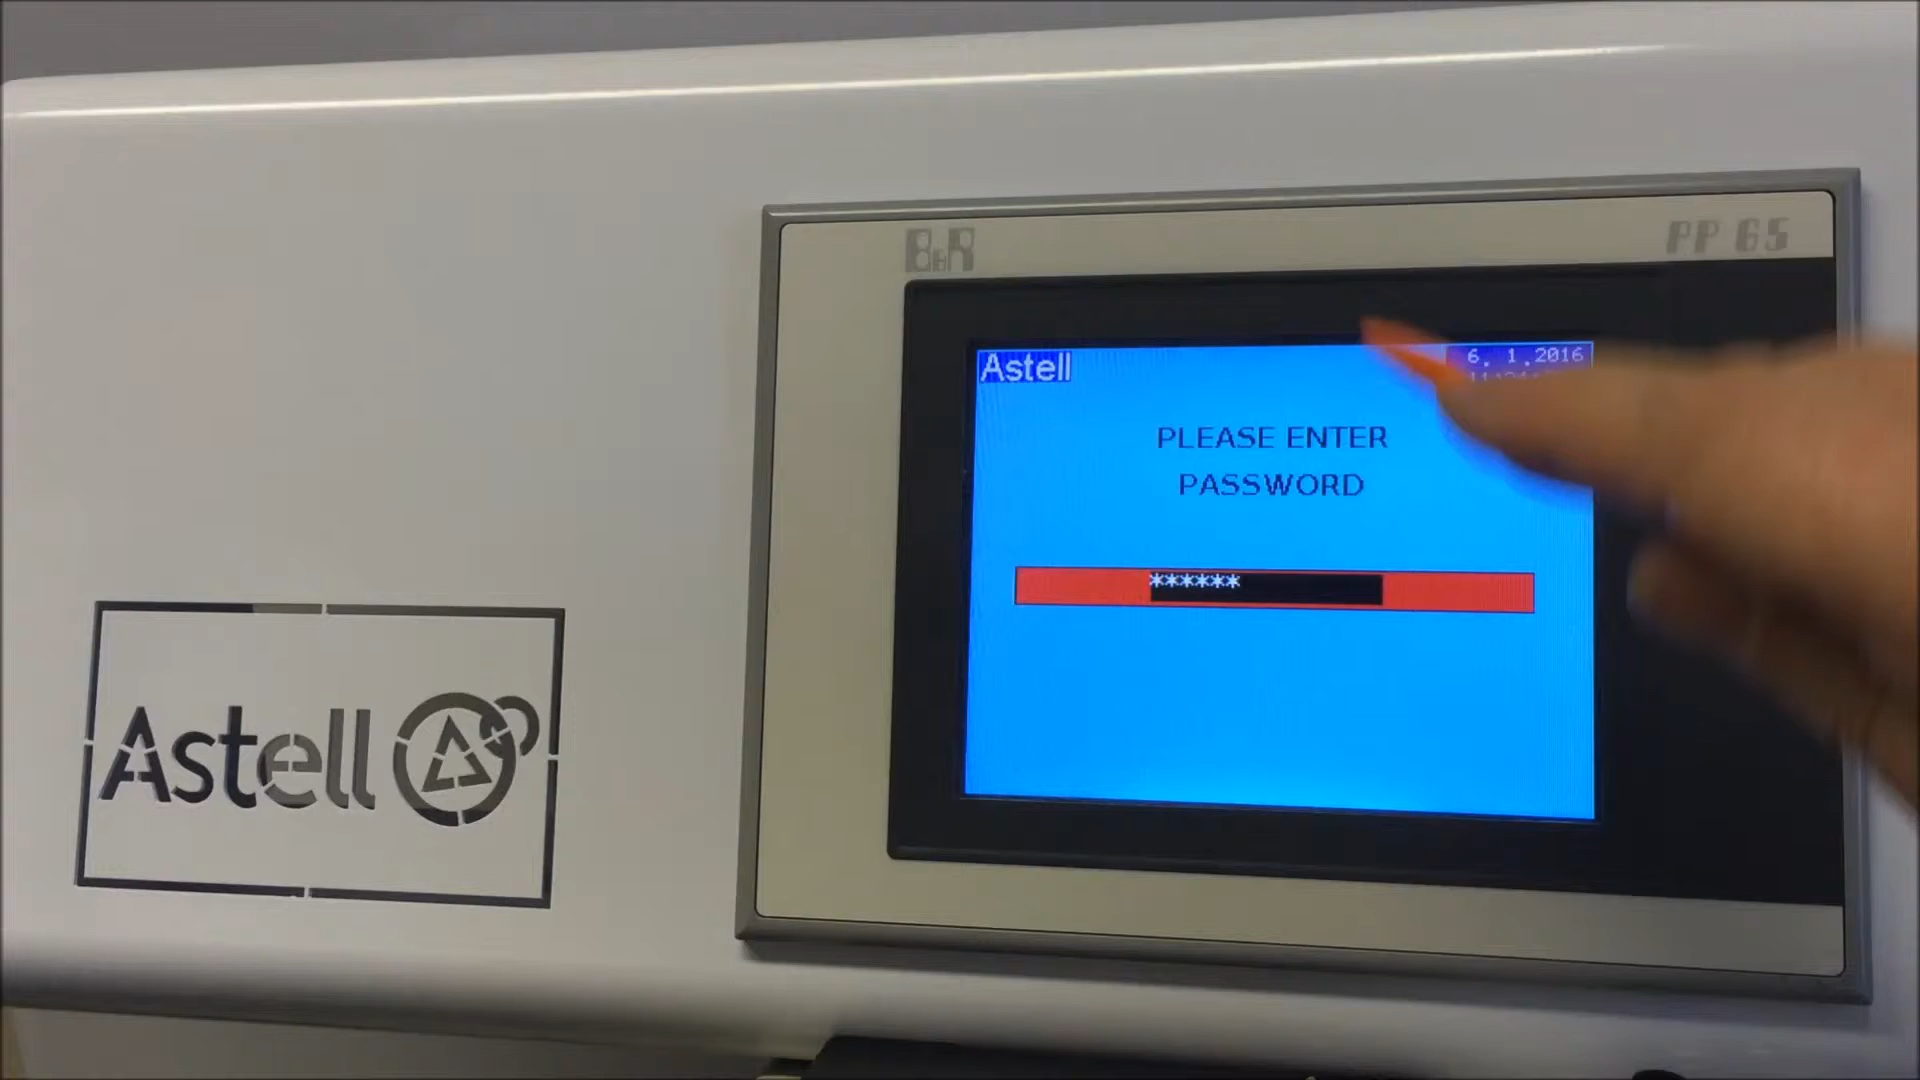 B&R
PP 65
Astell
6. 1.2016
PLEASE ENTER
PASSWORD
******
Astell